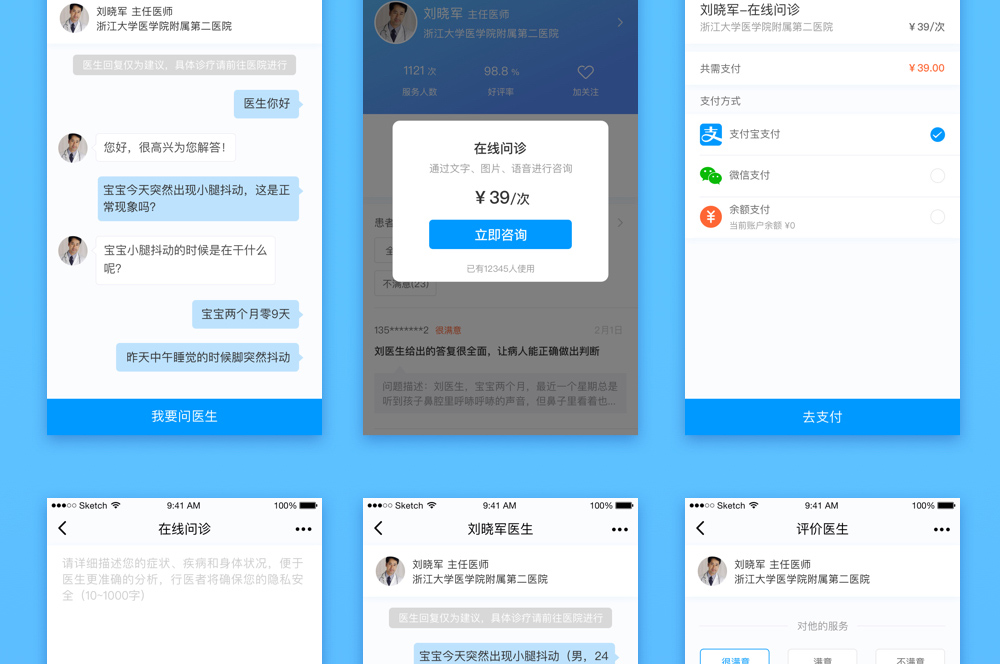 刘晓军 主任医师
浙江大学医学院附属第二医院
医生回复仅为建议，具体诊疗请前往医院进行
医生你好
您好，很高兴为您解答！
宝宝今天突然出现小腿抖动，这是正
常现象吗?
宝宝小腿抖动的时候是在干什么
呢?
宝宝两个月零9天
昨天中午睡觉的时候脚突然抖动
我要问医生
刘晓军 主任医师
浙江大学医学院附属第二医院
1121 次
98.8 %
服务人数
好评率
加关注
在线问诊
通过文字、图片、语音进行咨询
¥ 39/次
立即咨询
已有12345人使用
患者
全
不满意(23)
135*******2 很满意
2月1日
刘医生给出的答复很全面，让病人能正确做出判断
问题描述：刘医生，宝宝两个月，最近一个星期总是
听到孩子鼻腔里呼哧呼哧的声音，但鼻子里看着也...
刘晓军-在线问诊
浙江大学医学院附属第二医院
¥ 39/次
共需支付
¥ 39.00
支付方式
支 支付宝支付
微信支付
¥ 余额支付
当前账户余额 ¥0
去支付
Sketch 9:41 AM 100%
在线问诊
请详细描述您的症状、疾病和身体状况，便于
医生更准确的分析，行医者将确保您的隐私安
全（10-1000字）
Sketch 9:41 AM 100%
刘晓军医生
刘晓军 主任医师
浙江大学医学院附属第二医院
医生回复仅为建议，具体诊疗请前往医院进行
宝宝今天突然出现小腿抖动（男，24
Sketch 9:41 AM 100%
评价医生
刘晓军 主任医师
浙江大学医学院附属第二医院
对他的服务
很满意
满意
不满意